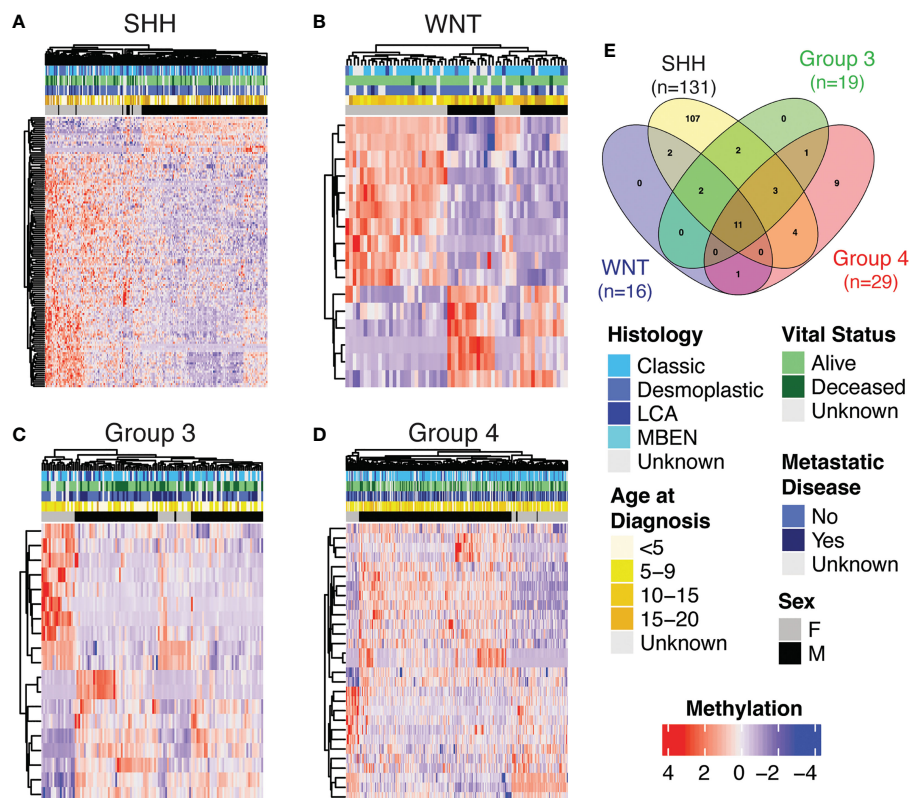 A
SHH
B
WNT
E
SHH
(n=131)
Group 3
(n=19)
107
0
2
2
1
0
2
3
9
11
0
0
0
4
1
WNT
(n=16)
Group 4
(n=29)
C
Group 3
D
Group 4
Histology
Classic
Desmoplastic
LCA
MBEN
Unknown
Vital Status
Alive
Deceased
Unknown
Age at
Diagnosis
<5
5–9
10–15
15–20
Unknown
Metastatic
Disease
No
Yes
Unknown
Sex
F
M
Methylation
4 2 0 −2 −4